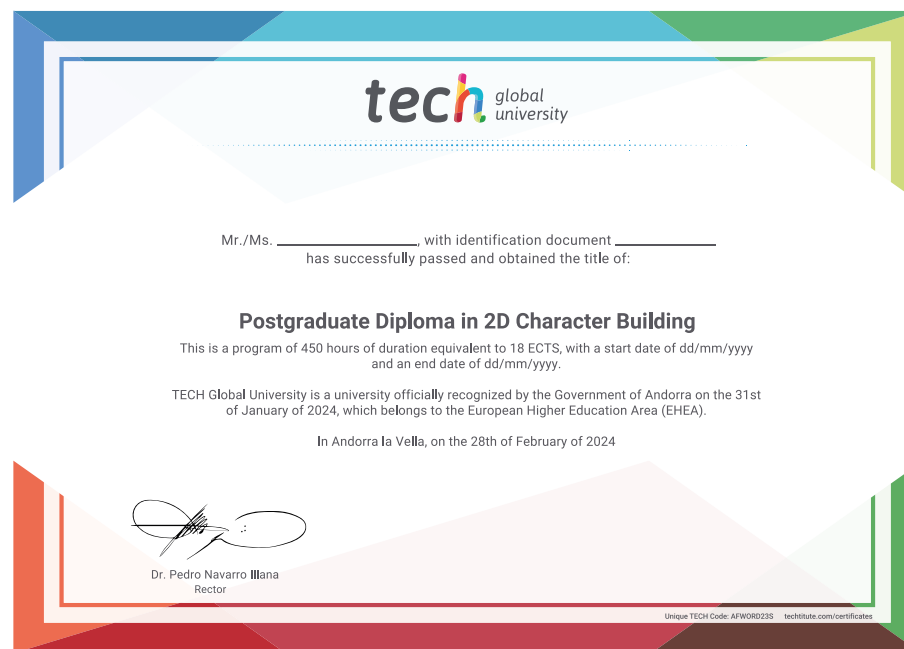 tech global university
Mr./Ms. ______________, with identification document __________
has successfully passed and obtained the title of:
Postgraduate Diploma in 2D Character Building
This is a program of 450 hours of duration equivalent to 18 ECTS, with a start date of dd/mm/yyyy
and an end date of dd/mm/yyyy.
TECH Global University is a university officially recognized by the Government of Andorra on the 31st
of January of 2024, which belongs to the European Higher Education Area (EHEA).
In Andorra la Vella, on the 28th of February of 2024
Dr. Pedro Navarro Illana
Rector
Unique TECH Code: AFWORD23S techtitute.com/certificates